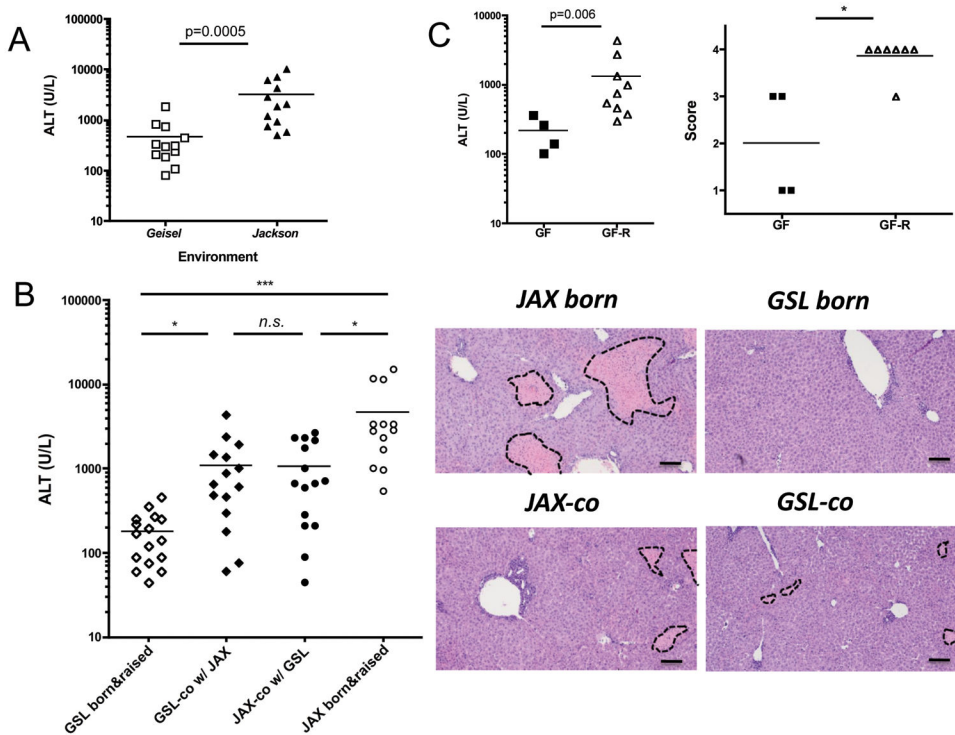 A
p=0.0005
100000
10000
1000
100
10
ALT (U/L)
Geisel Jackson
Environment
C
p=0.006
10000
1000
100
10
ALT (U/L)
GF GF-R
*
4
3
2
1
Score
GF GF-R
B
***
* n.s. *
100000
10000
1000
100
10
ALT (U/L)
GSL born&raised
GSL-co w/ JAX
JAX-co w/ GSL
JAX born&raised
JAX born
GSL born
JAX-co
GSL-co